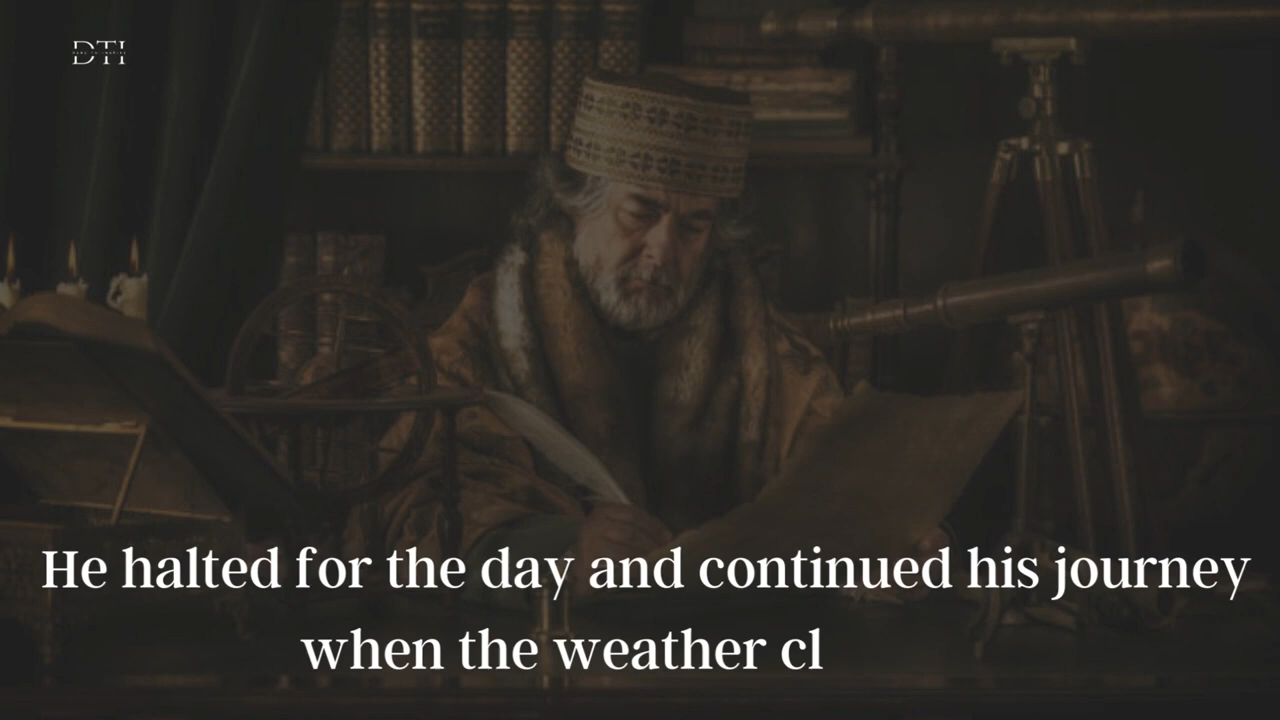 DTI
He halted for the day and continued his journey
when the weather cl